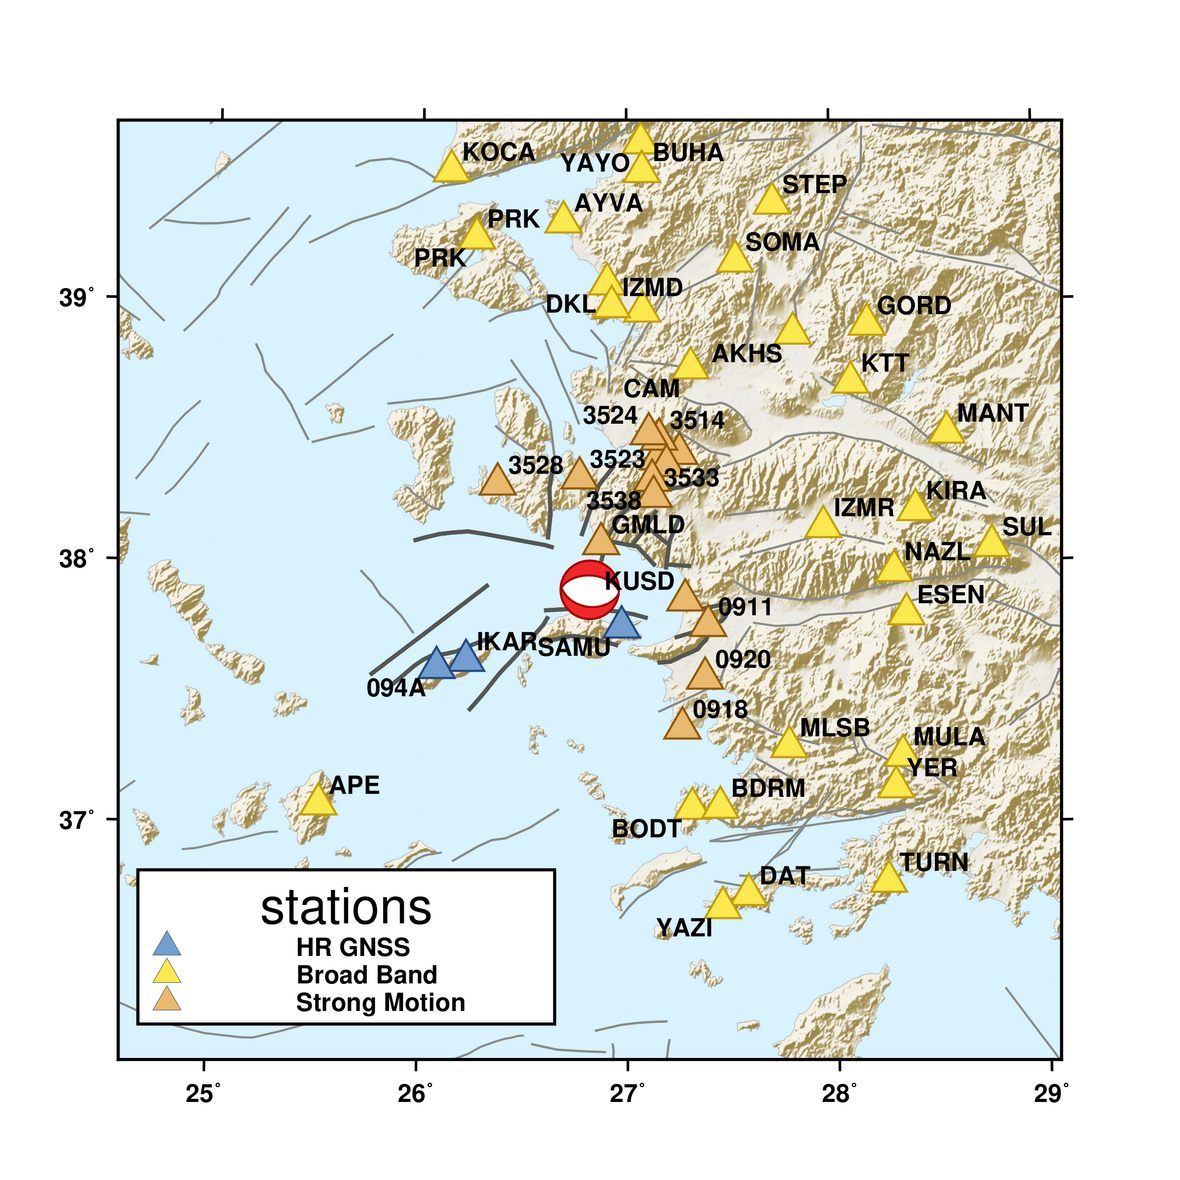 KOCA
YAYO
BUHA
STEP
AYVA
PRK
PRK
SOMA
39°
DKL
IZMD
GORD
AKHS
KTT
CAM
3524
3514
MANT
3528
3523
3533
3538
KIRA
IZMR
GMLD
SUL
38°
NAZL
KUSD
ESEN
0911
IKAR
SAMU
094A
0920
0918
MLSB
MULA
YER
APE
BDRM
37°
BODT
TURN
DAT
YAZI
stations
HR GNSS
Broad Band
Strong Motion
25°
26°
27°
28°
29°